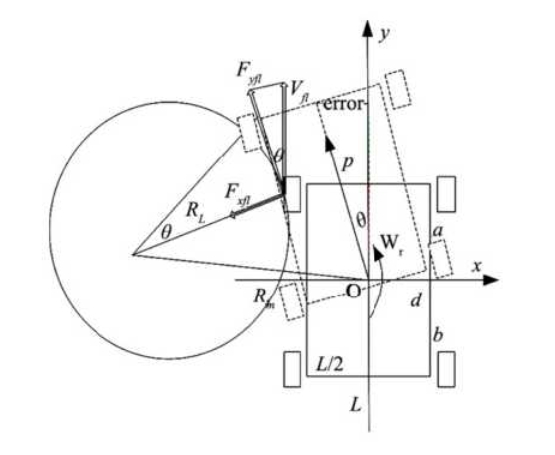 y
F_yfl
V_fl
error
θ
p
F_xfl
R_L
θ
θ
W_r
a
x
O
d
R_m
b
L/2
L